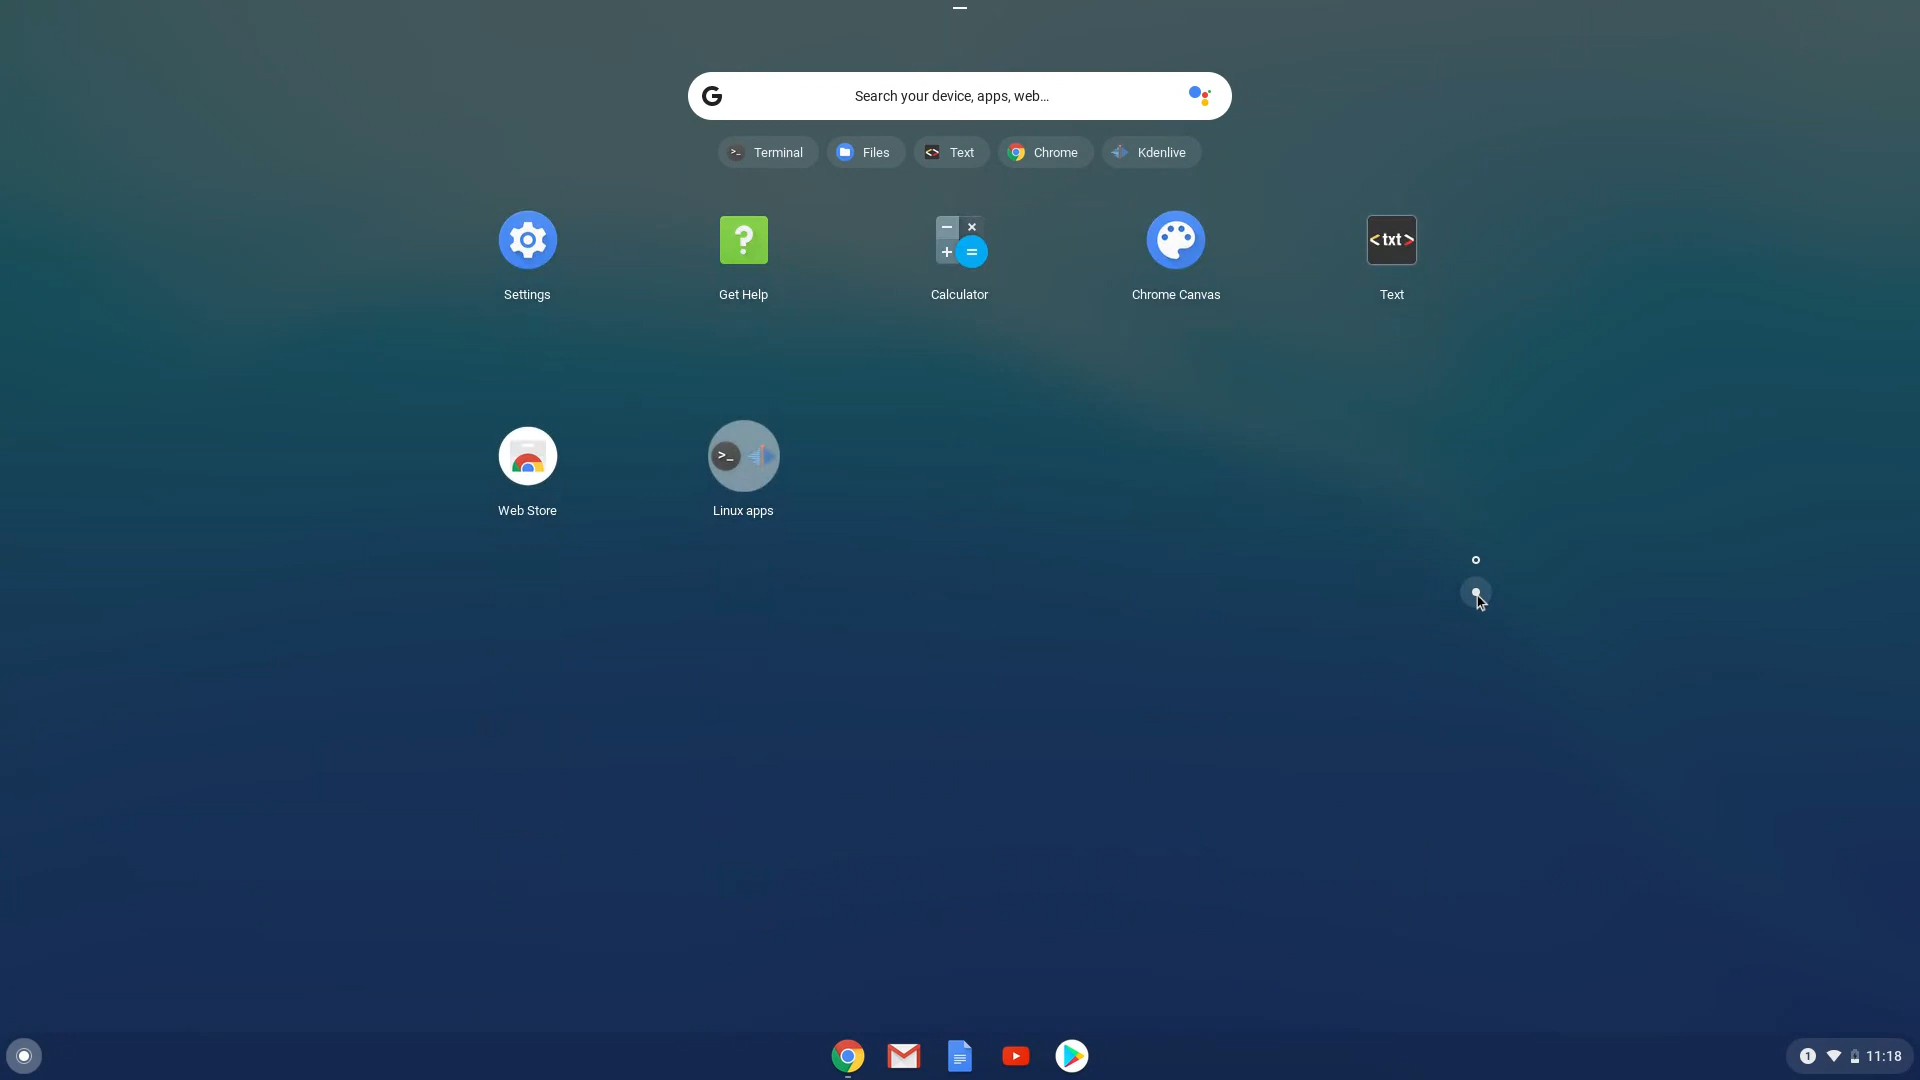 Search your device, apps, web...
Terminal Files Text Chrome Kdenlive
<txt>
Settings Get Help Calculator Chrome Canvas Text
>_
Web Store Linux apps
1 11:18